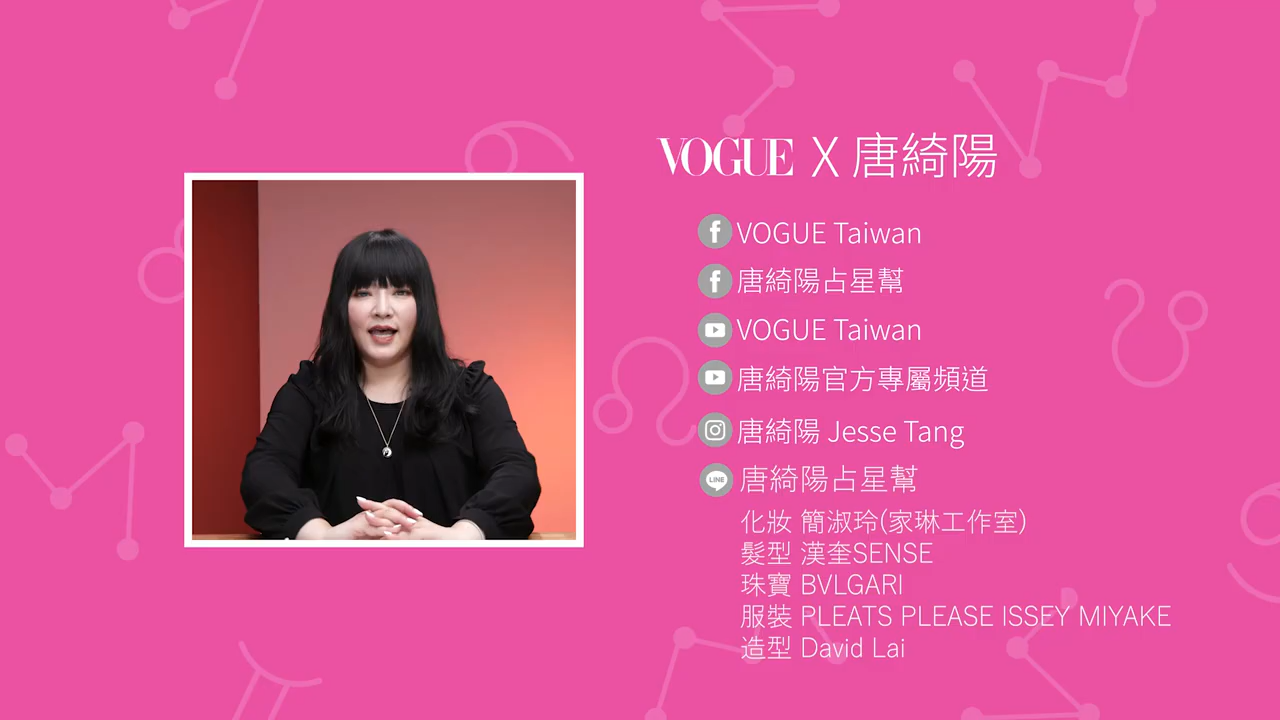 VOGUE X 唐綺陽
VOGUE Taiwan
唐綺陽占星幫
VOGUE Taiwan
唐綺陽官方專屬頻道
唐綺陽 Jesse Tang
LINE 唐綺陽占星幫
化妝 簡淑玲(家琳工作室)
髮型 漢奎SENSE
珠寶 BVLGARI
服裝 PLEATS PLEASE ISSEY MIYAKE
造型 David Lai